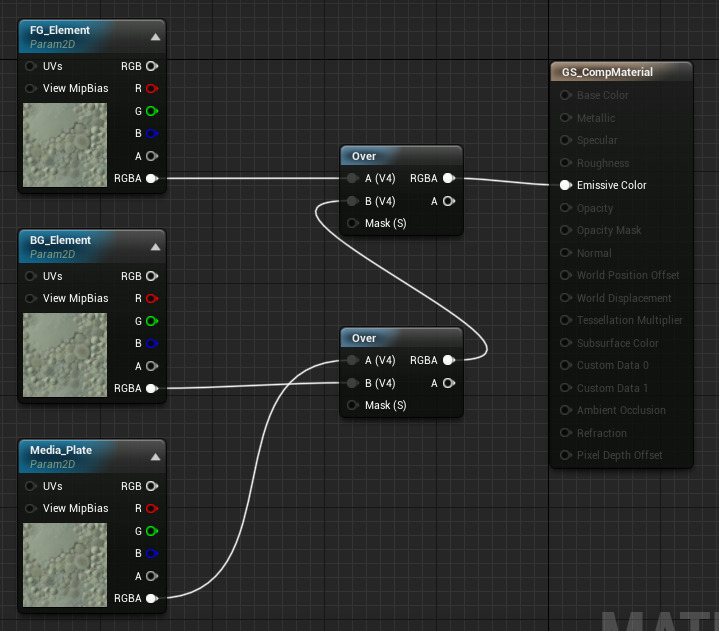 FG_Element
Param2D
UVs RGB
View MipBias R
G
B
A
RGBA
BG_Element
Param2D
UVs RGB
View MipBias R
G
B
A
RGBA
Media_Plate
Param2D
UVs RGB
View MipBias R
G
B
A
RGBA
Over
A (V4) RGBA
B (V4) A
Mask (S)
Over
A (V4) RGBA
B (V4) A
Mask (S)
GS_CompMaterial
Base Color
Metallic
Specular
Roughness
Emissive Color
Opacity
Opacity Mask
Normal
World Position Offset
World Displacement
Tessellation Multiplier
Subsurface Color
Custom Data 0
Custom Data 1
Ambient Occlusion
Refraction
Pixel Depth Offset